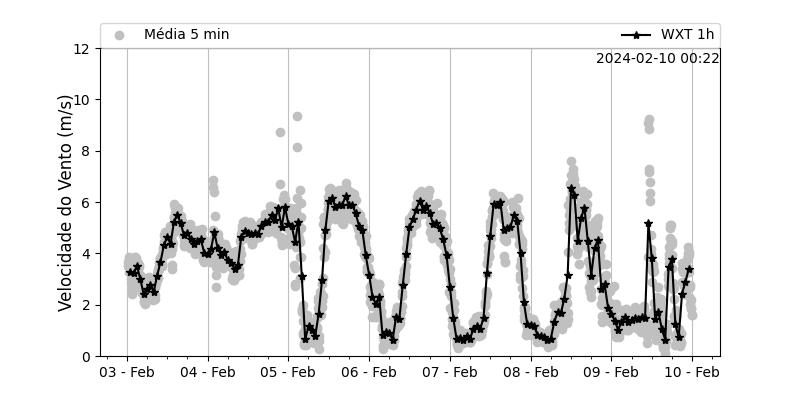 Média 5 min WXT 1h
2024-02-10 00:22
Velocidade do Vento (m/s)
12
10
8
6
4
2
0
03 - Feb 04 - Feb 05 - Feb 06 - Feb 07 - Feb 08 - Feb 09 - Feb 10 - Feb